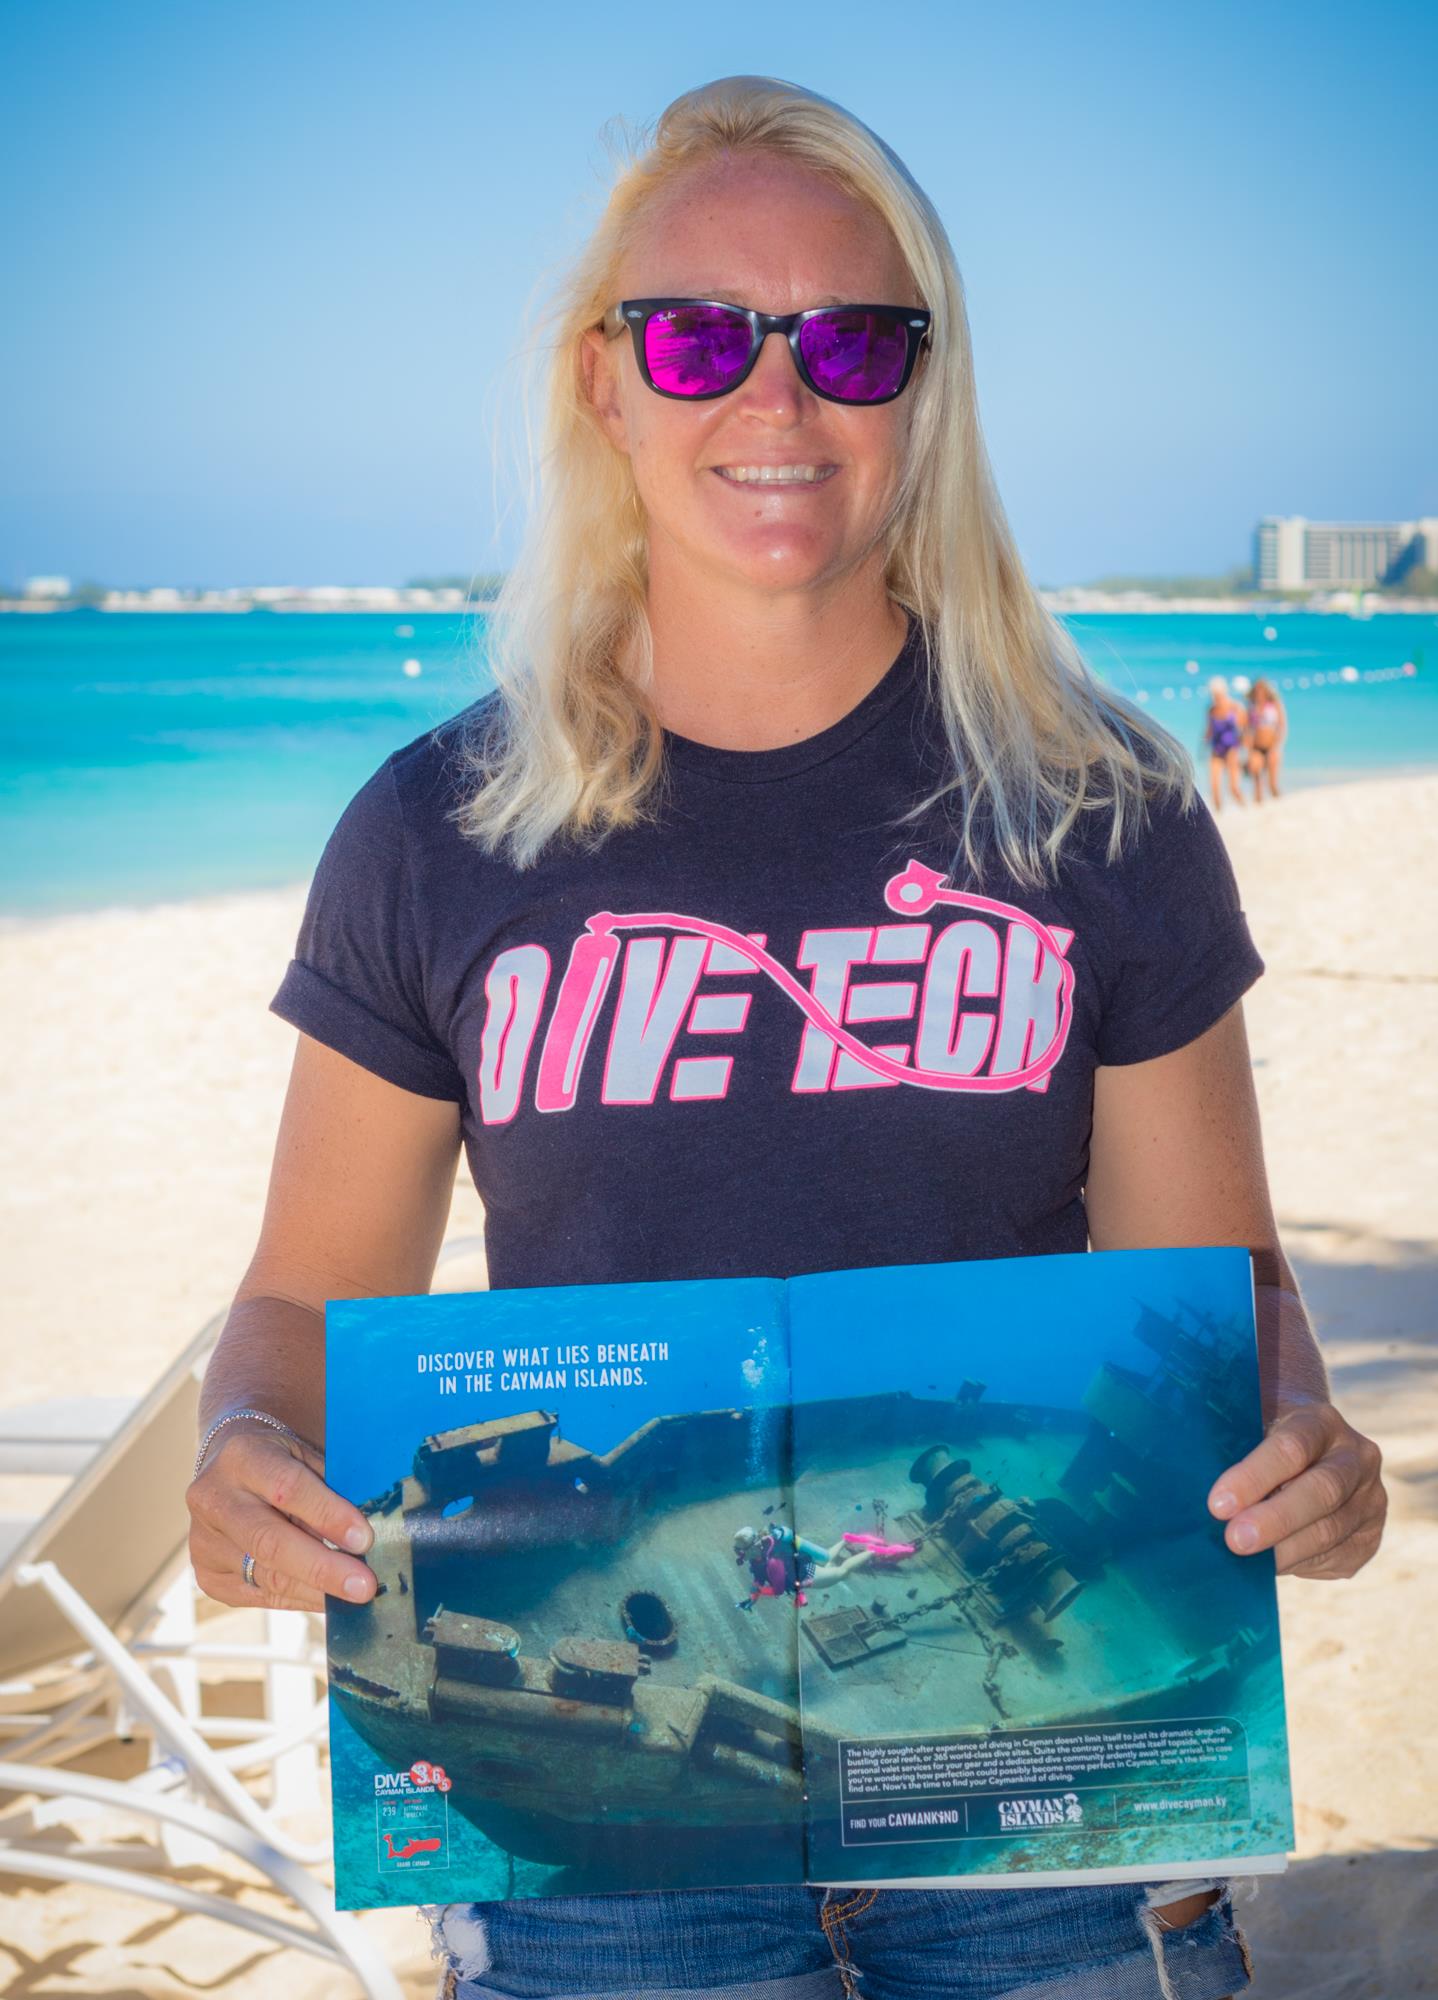 Ray-Ban
DIVE TECH
DISCOVER WHAT LIES BENEATH
IN THE CAYMAN ISLANDS.
The highly sought-after experience of diving in Cayman doesn't limit itself to just its dramatic drop-offs,
bustling coral reefs, or 365 world-class dive sites. Quite the contrary. It extends itself topside, where
personal valet services for your gear and a dedicated dive community ardently await your arrival. In case
you're wondering how perfection could possibly become more perfect in Cayman, now's the time to
find out. Now's the time to find your Caymankind of diving.
DIVE 365
CAYMAN ISLANDS
239
KITTIWAKE
GRAND CAYMAN
FIND YOUR CAYMANKIND
CAYMAN
ISLANDS
www.divecayman.ky